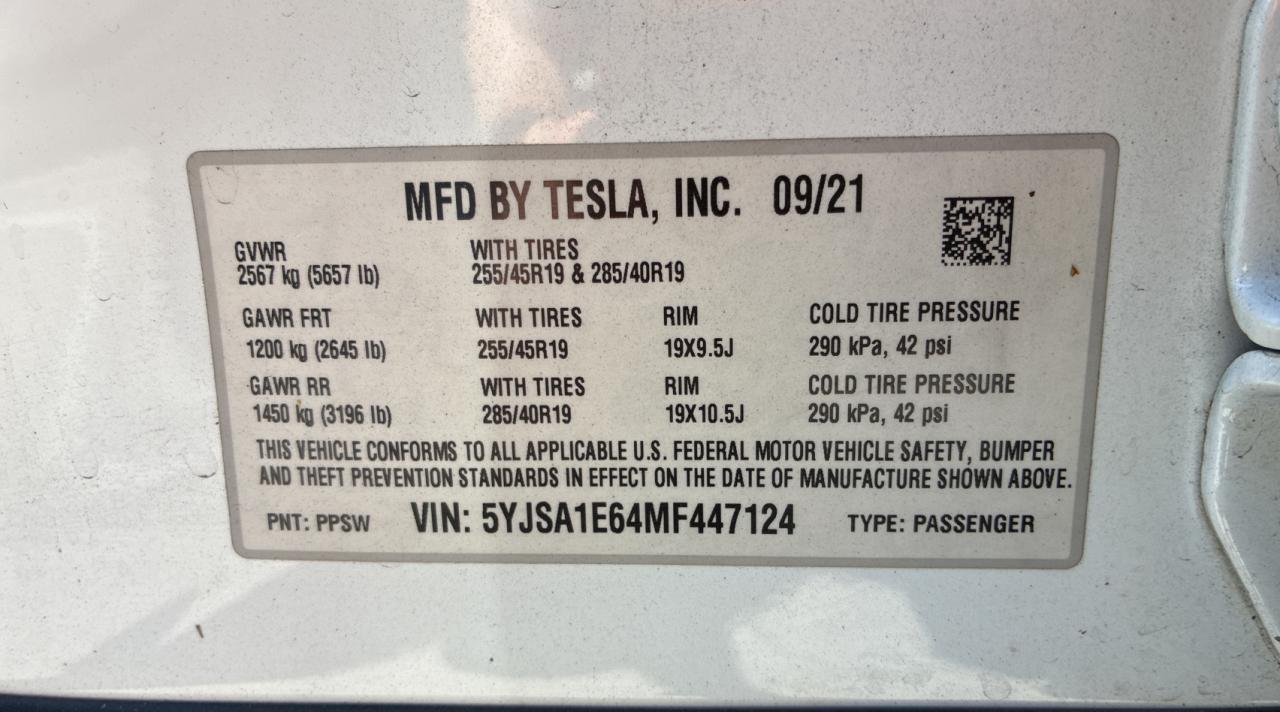 MFD BY TESLA, INC. 09/21
GVWR WITH TIRES
2567 kg (5657 lb) 255/45R19 & 285/40R19
GAWR FRT WITH TIRES RIM COLD TIRE PRESSURE
1200 kg (2645 lb) 255/45R19 19X9.5J 290 kPa, 42 psi
GAWR RR WITH TIRES RIM COLD TIRE PRESSURE
1450 kg (3196 lb) 285/40R19 19X10.5J 290 kPa, 42 psi
THIS VEHICLE CONFORMS TO ALL APPLICABLE U.S. FEDERAL MOTOR VEHICLE SAFETY, BUMPER
AND THEFT PREVENTION STANDARDS IN EFFECT ON THE DATE OF MANUFACTURE SHOWN ABOVE.
PNT: PPSW VIN: 5YJSA1E64MF447124 TYPE: PASSENGER